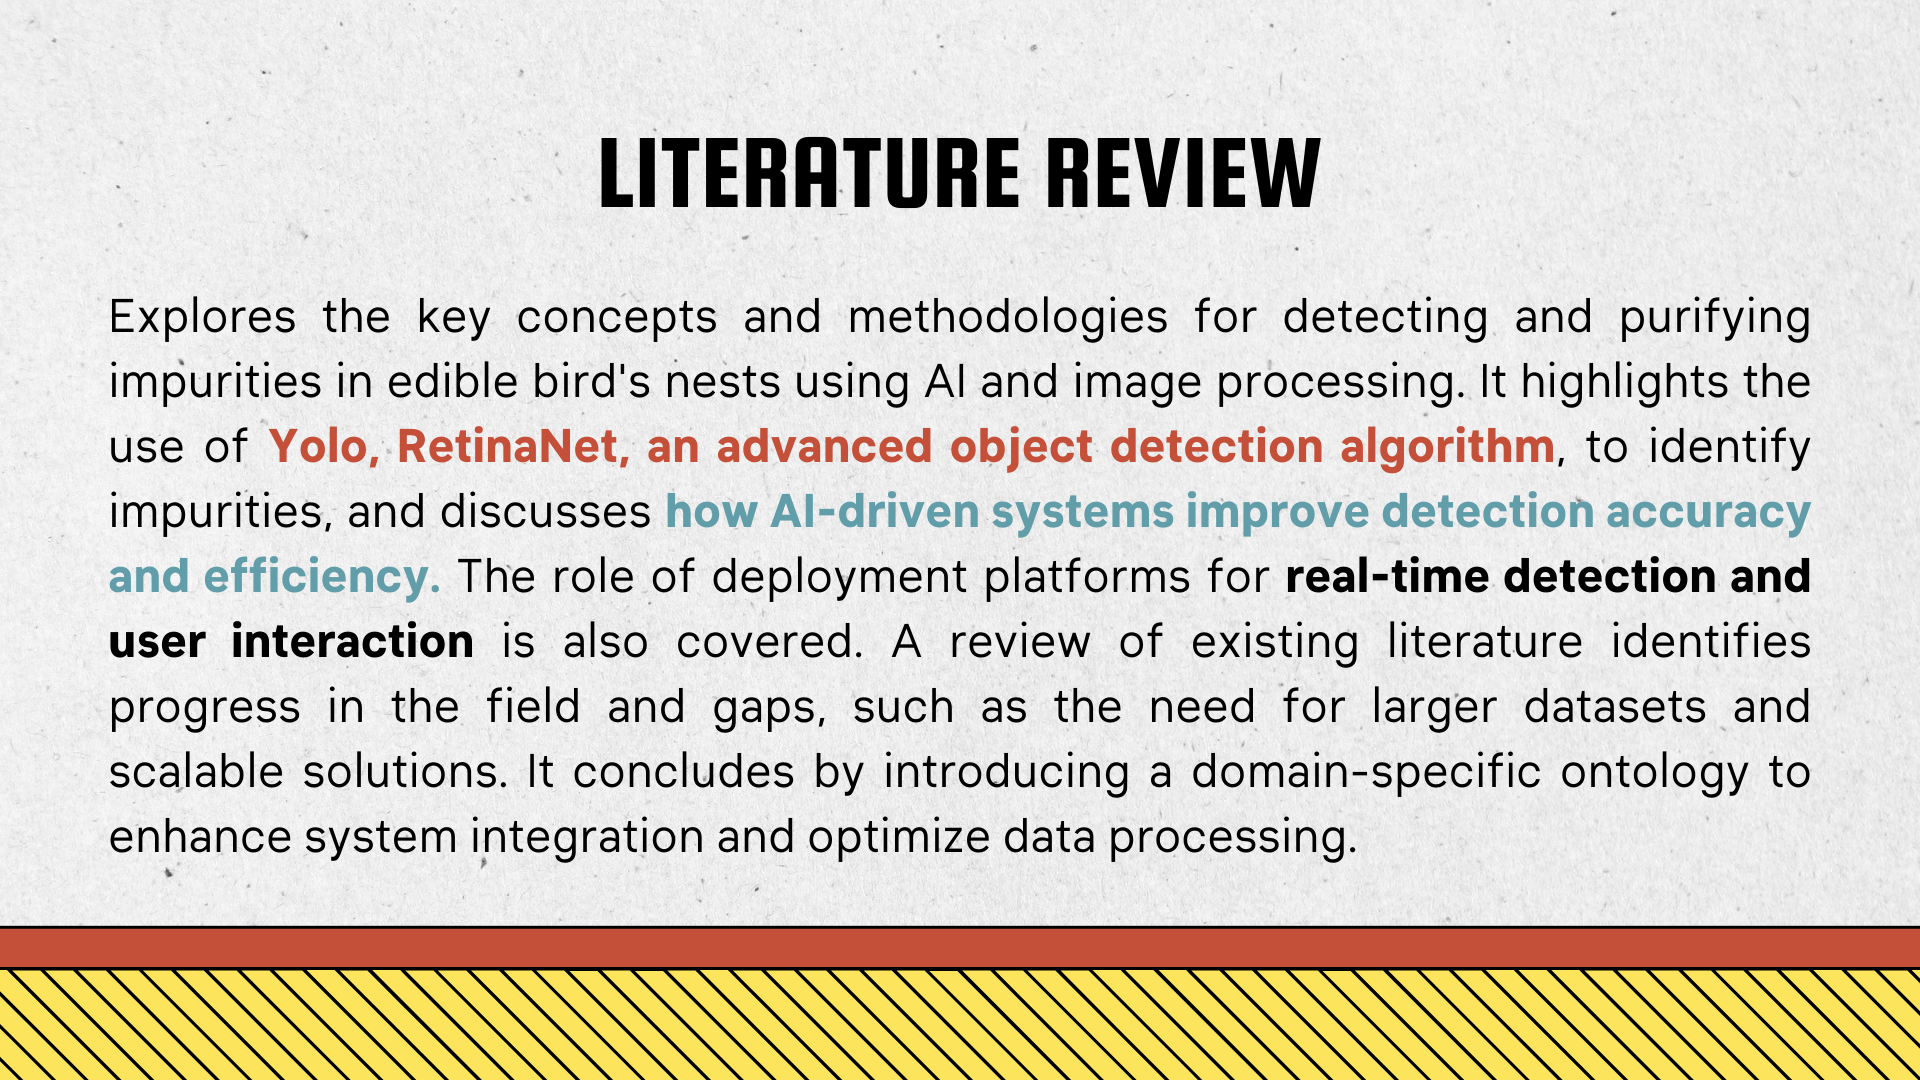 LITERATURE REVIEW
Explores the key concepts and methodologies for detecting and purifying
impurities in edible bird's nests using AI and image processing. It highlights the
use of Yolo, RetinaNet, an advanced object detection algorithm, to identify
impurities, and discusses how AI-driven systems improve detection accuracy
and efficiency. The role of deployment platforms for real-time detection and
user interaction is also covered. A review of existing literature identifies
progress in the field and gaps, such as the need for larger datasets and
scalable solutions. It concludes by introducing a domain-specific ontology to
enhance system integration and optimize data processing.